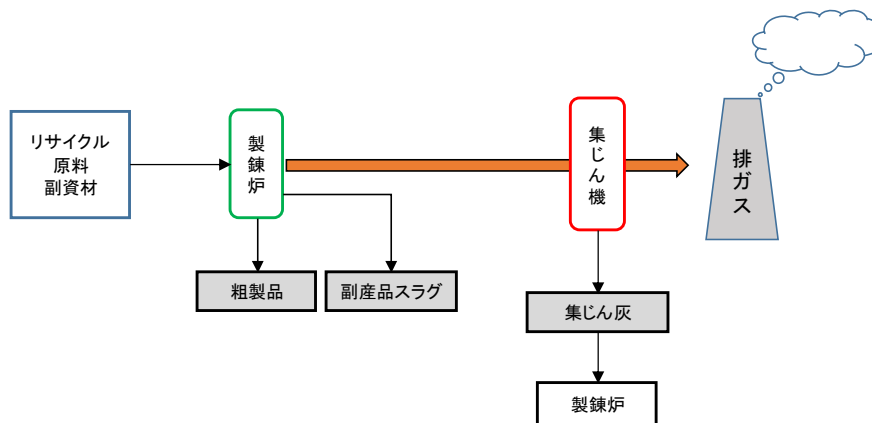 リサイクル
原料
副資材
製錬炉
集じん機
排ガス
粗製品
副産品スラグ
集じん灰
製錬炉